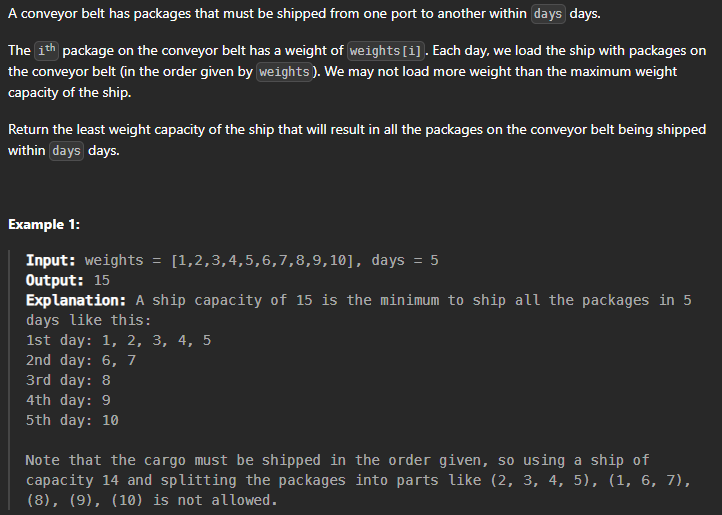 A conveyor belt has packages that must be shipped from one port to another within days days.
The ith package on the conveyor belt has a weight of weights[i]. Each day, we load the ship with packages on
the conveyor belt (in the order given by weights). We may not load more weight than the maximum weight
capacity of the ship.
Return the least weight capacity of the ship that will result in all the packages on the conveyor belt being shipped
within days days.
Example 1:
Input: weights = [1,2,3,4,5,6,7,8,9,10], days = 5
Output: 15
Explanation: A ship capacity of 15 is the minimum to ship all the packages in 5
days like this:
1st day: 1, 2, 3, 4, 5
2nd day: 6, 7
3rd day: 8
4th day: 9
5th day: 10
Note that the cargo must be shipped in the order given, so using a ship of
capacity 14 and splitting the packages into parts like (2, 3, 4, 5), (1, 6, 7),
(8), (9), (10) is not allowed.